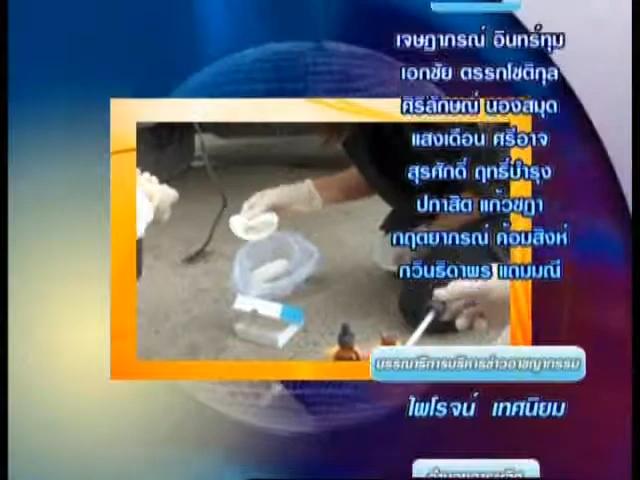 เจษฎาภรณ์ อินทร์ทุม
เอกชัย ตรรกโชติกุล
ศิริลักษณ์ นองสมุด
แสงเดือน ศรีอาจ
สุรศักดิ์ ฤทธิ์บำรุง
ปกาสิต แก้วชฎา
กฤตยาภรณ์ ค้อมสิงห์
กวินธิดาพร แถมมณี
บรรณาธิการบริหารข่าวอาชญากรรม
ไพโรจน์ เทศนิยม